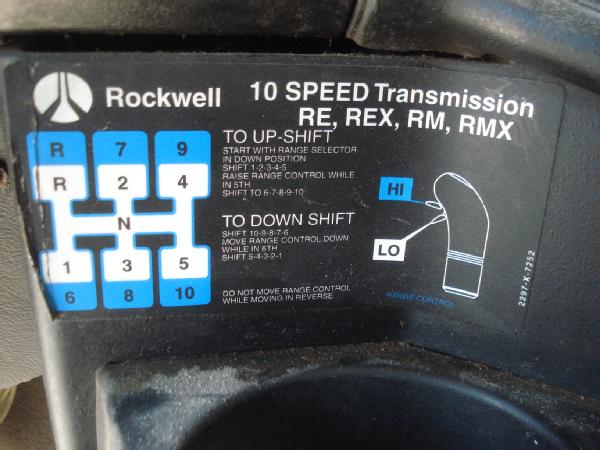 Rockwell
10 SPEED Transmission
RE, REX, RM, RMX
R 7 9
R 2 4
N
1 3 5
6 8 10
TO UP-SHIFT
START WITH RANGE SELECTOR
IN DOWN POSITION
SHIFT 1-2-3-4-5
RAISE RANGE CONTROL WHILE
IN 5TH
SHIFT TO 6-7-8-9-10
TO DOWN SHIFT
SHIFT 10-9-8-7-6
MOVE RANGE CONTROL DOWN
WHILE IN 6TH
SHIFT 5-4-3-2-1
DO NOT MOVE RANGE CONTROL
WHILE MOVING IN REVERSE
HI
LO
RANGE CONTROL
2297-X-7252